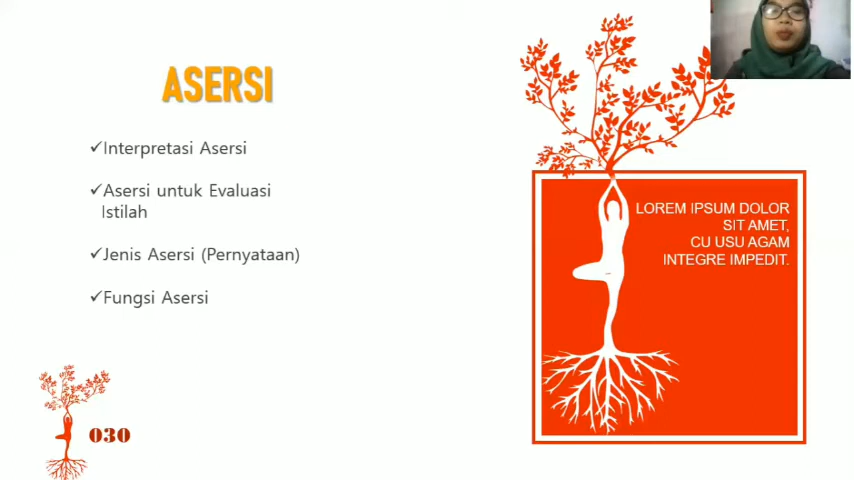 ASERSI
✓Interpretasi Asersi
✓Asersi untuk Evaluasi
Istilah
✓Jenis Asersi (Pernyataan)
✓Fungsi Asersi
LOREM IPSUM DOLOR
SIT AMET,
CU USU AGAM
INTEGRE IMPEDIT.
030